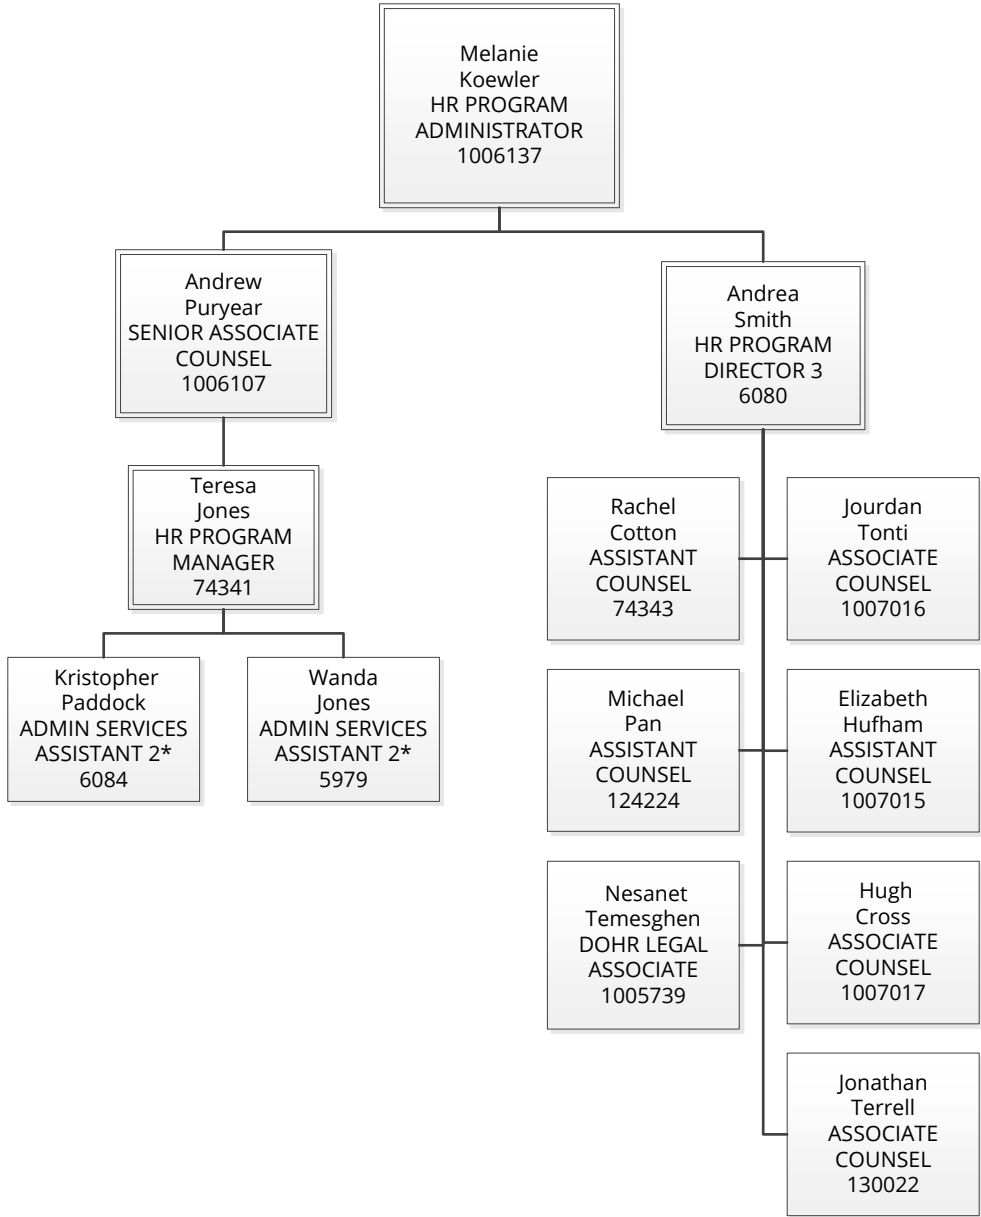 Melanie
Koewler
HR PROGRAM
ADMINISTRATOR
1006137
Andrew
Puryear
SENIOR ASSOCIATE
COUNSEL
1006107
Andrea
Smith
HR PROGRAM
DIRECTOR 3
6080
Teresa
Jones
HR PROGRAM
MANAGER
74341
Kristopher
Paddock
ADMIN SERVICES
ASSISTANT 2*
6084
Wanda
Jones
ADMIN SERVICES
ASSISTANT 2*
5979
Rachel
Cotton
ASSISTANT
COUNSEL
74343
Jourdan
Tonti
ASSOCIATE
COUNSEL
1007016
Michael
Pan
ASSISTANT
COUNSEL
124224
Elizabeth
Hufham
ASSISTANT
COUNSEL
1007015
Nesanet
Temesghen
DOHR LEGAL
ASSOCIATE
1005739
Hugh
Cross
ASSOCIATE
COUNSEL
1007017
Jonathan
Terrell
ASSOCIATE
COUNSEL
130022